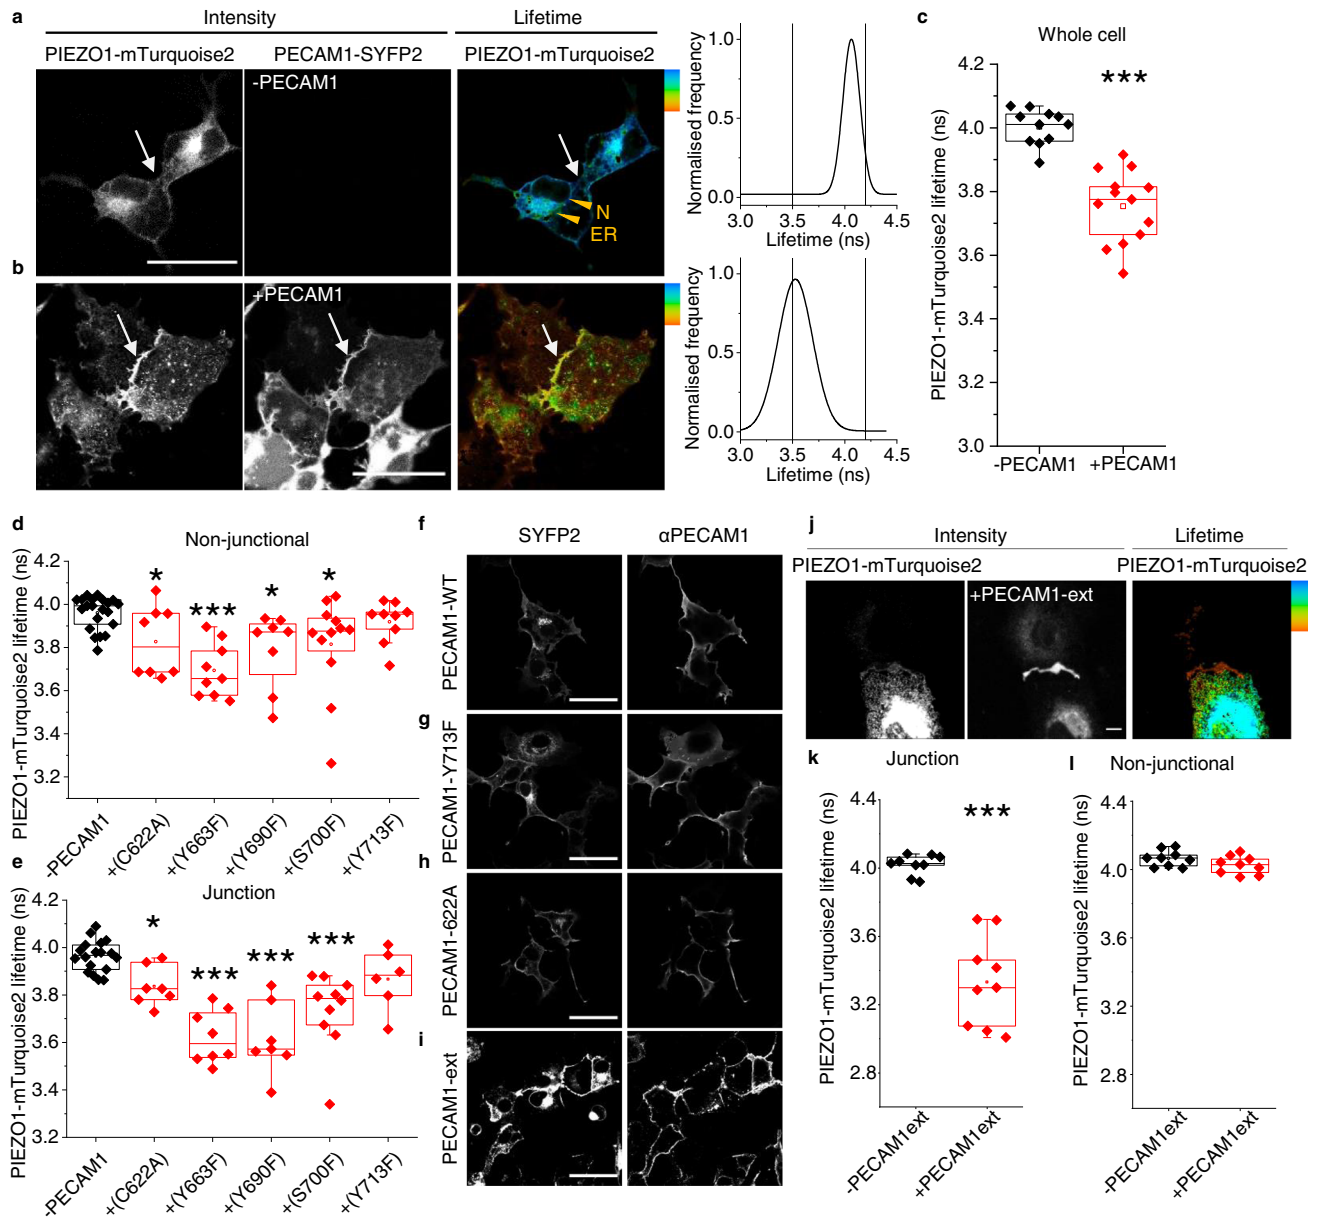 a
Intensity
Lifetime
PIEZO1-mTurquoise2
PECAM1-SYFP2
PIEZO1-mTurquoise2
-PECAM1
N
ER
Normalised frequency
1.0
0.5
0.0
3.0 3.5 4.0 4.5
Lifetime (ns)
b
+PECAM1
Normalised frequency
1.0
0.5
0.0
3.0 3.5 4.0 4.5
Lifetime (ns)
c
Whole cell
PIEZO1-mTurquoise2 lifetime (ns)
4.2
4.0
3.8
3.6
3.4
3.2
3.0
***
-PECAM1 +PECAM1
d
Non-junctional
PIEZO1-mTurquoise2 lifetime (ns)
4.2
4.0
3.8
3.6
3.4
3.2
* *** * *
-PECAM1 +(C622A) +(Y663F) +(Y690F) +(S700F) +(Y713F)
e
Junction
PIEZO1-mTurquoise2 lifetime (ns)
4.2
4.0
3.8
3.6
3.4
3.2
* *** *** ***
-PECAM1 +(C622A) +(Y663F) +(Y690F) +(S700F) +(Y713F)
f
SYFP2 αPECAM1
PECAM1-WT
g
PECAM1-Y713F
h
PECAM1-622A
i
PECAM1-ext
j
Intensity
Lifetime
PIEZO1-mTurquoise2
PIEZO1-mTurquoise2
+PECAM1-ext
k
Junction
PIEZO1-mTurquoise2 lifetime (ns)
4.4
4.0
3.6
3.2
2.8
***
-PECAM1ext +PECAM1ext
l
Non-junctional
PIEZO1-mTurquoise2 lifetime (ns)
4.4
4.0
3.6
3.2
2.8
-PECAM1ext +PECAM1ext